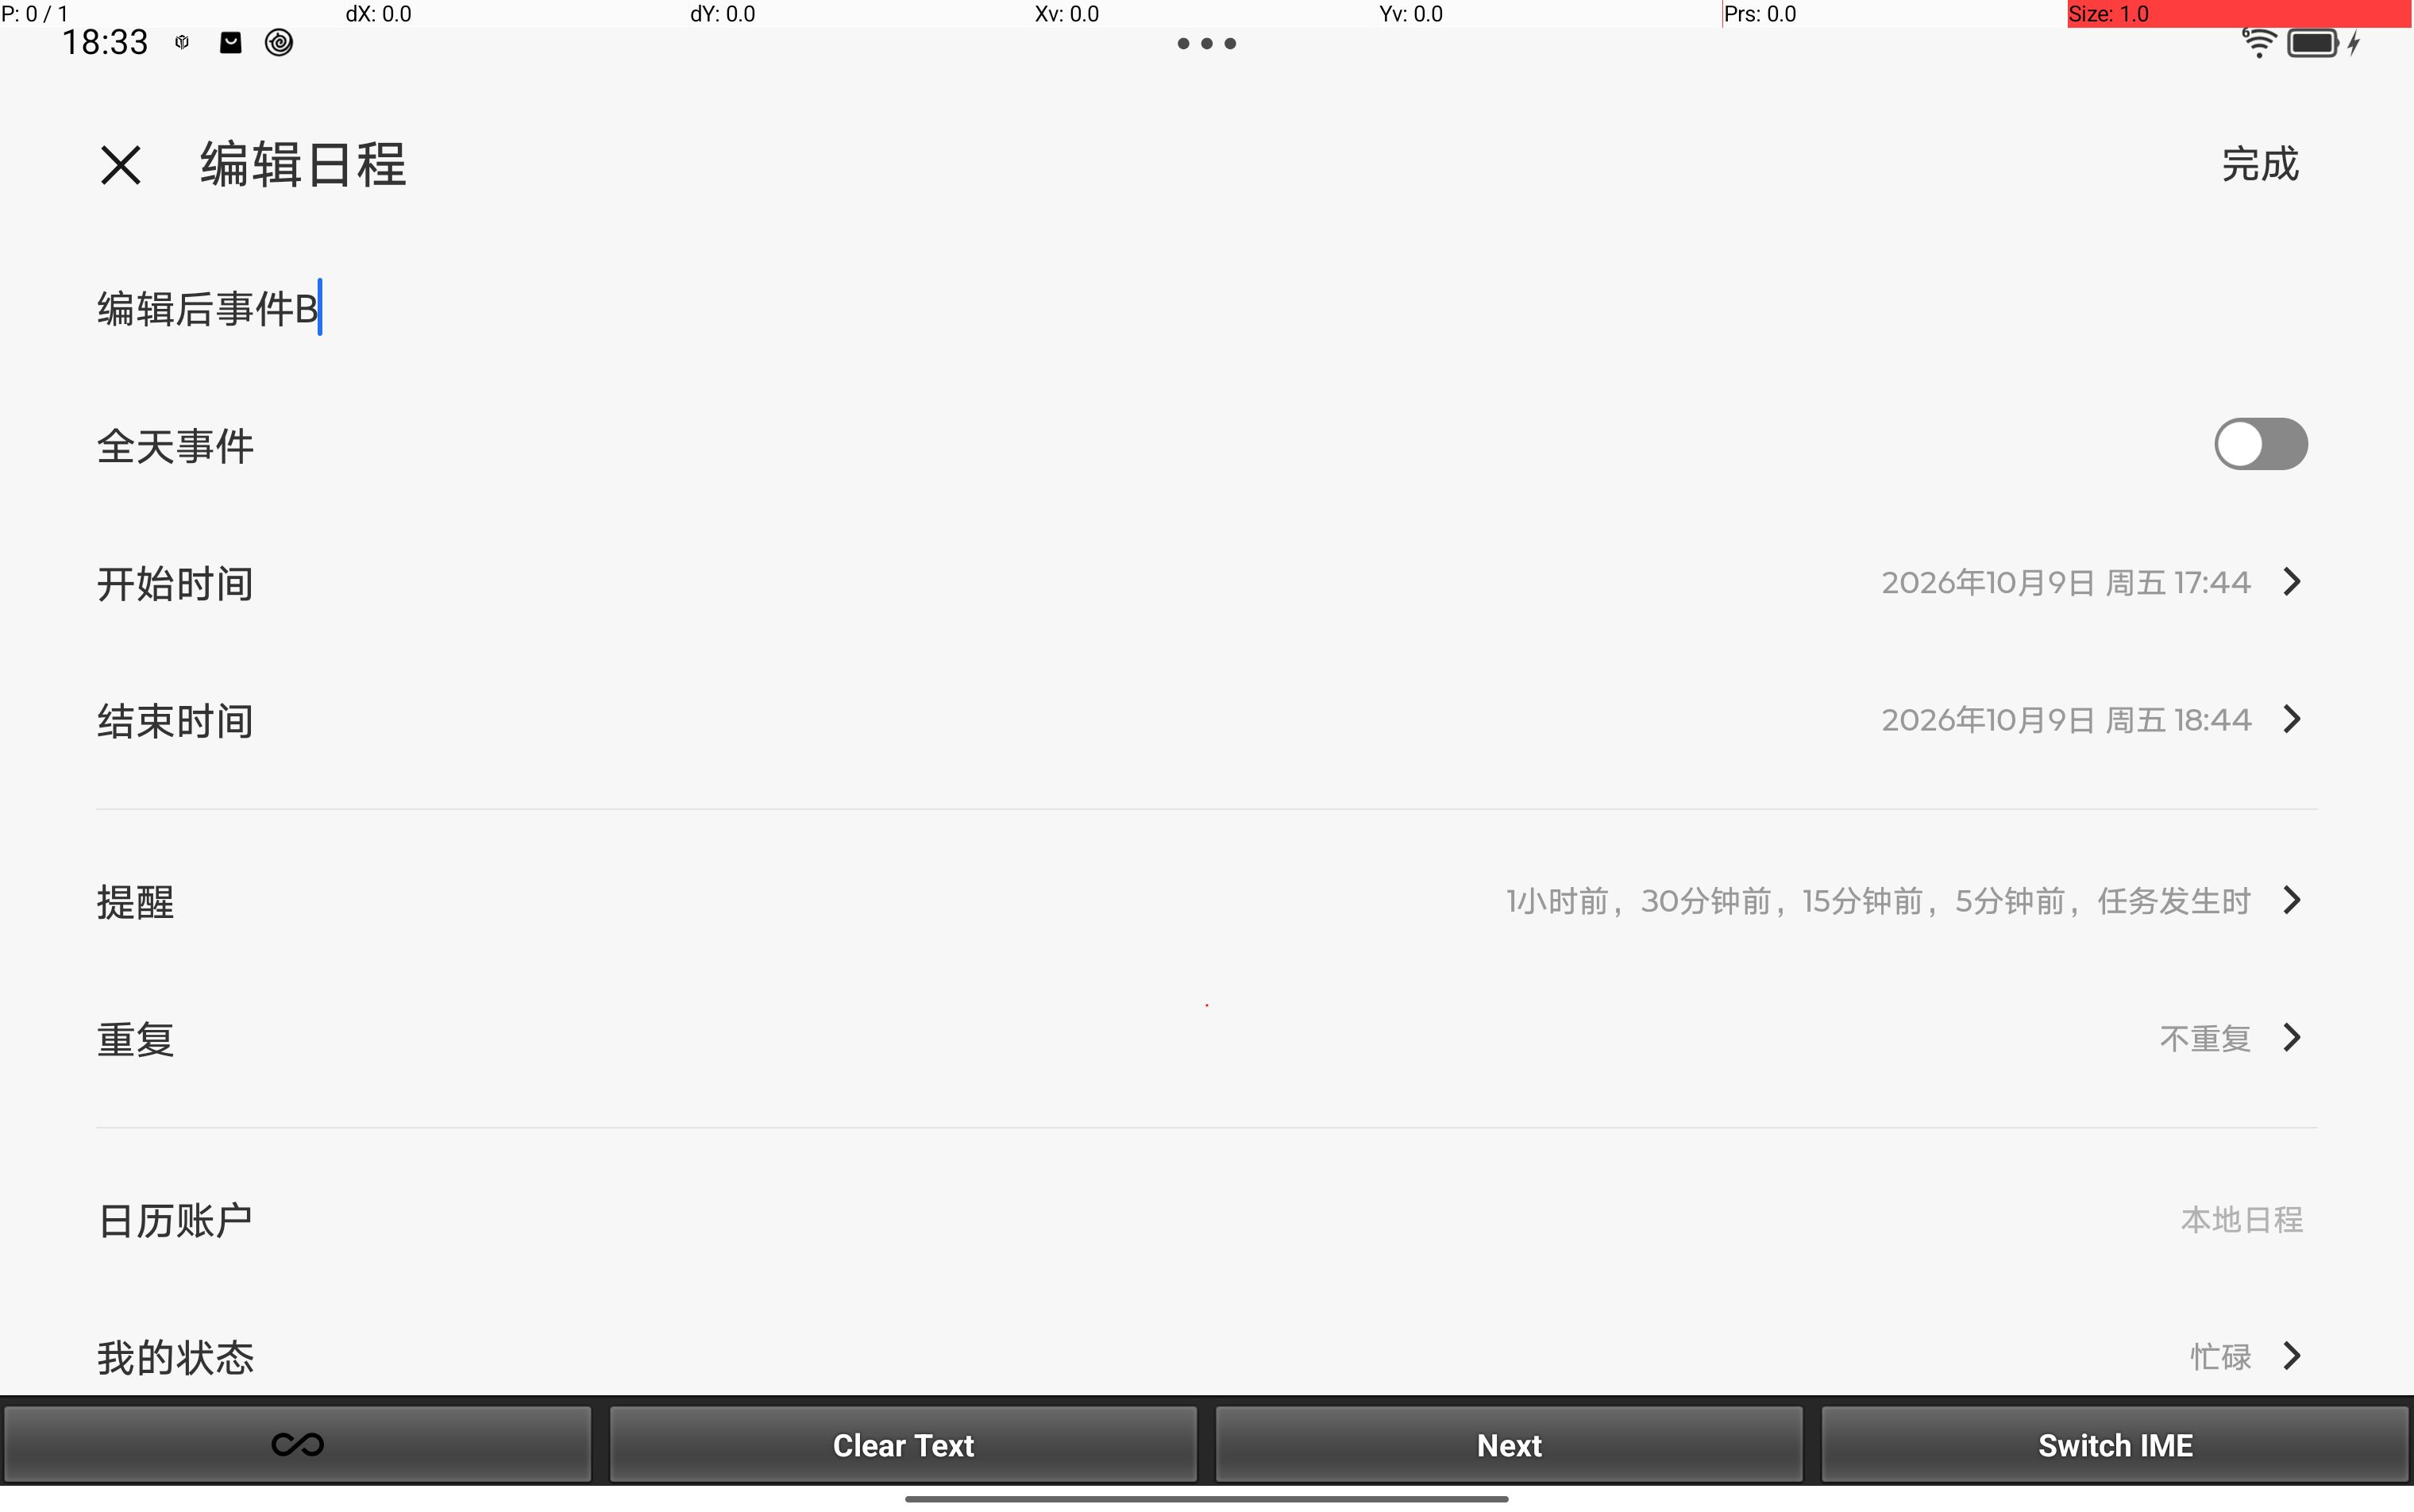 P: 0 / 1 dX: 0.0 dY: 0.0 Xv: 0.0 Yv: 0.0 Prs: 0.0 Size: 1.0
18:33 6
编辑日程 完成
编辑后事件B
全天事件
开始时间 2026年10月9日 周五 17:44
结束时间 2026年10月9日 周五 18:44
提醒 1小时前，30分钟前，15分钟前，5分钟前，任务发生时
重复 不重复
日历账户 本地日程
我的状态 忙碌
Clear Text Next Switch IME